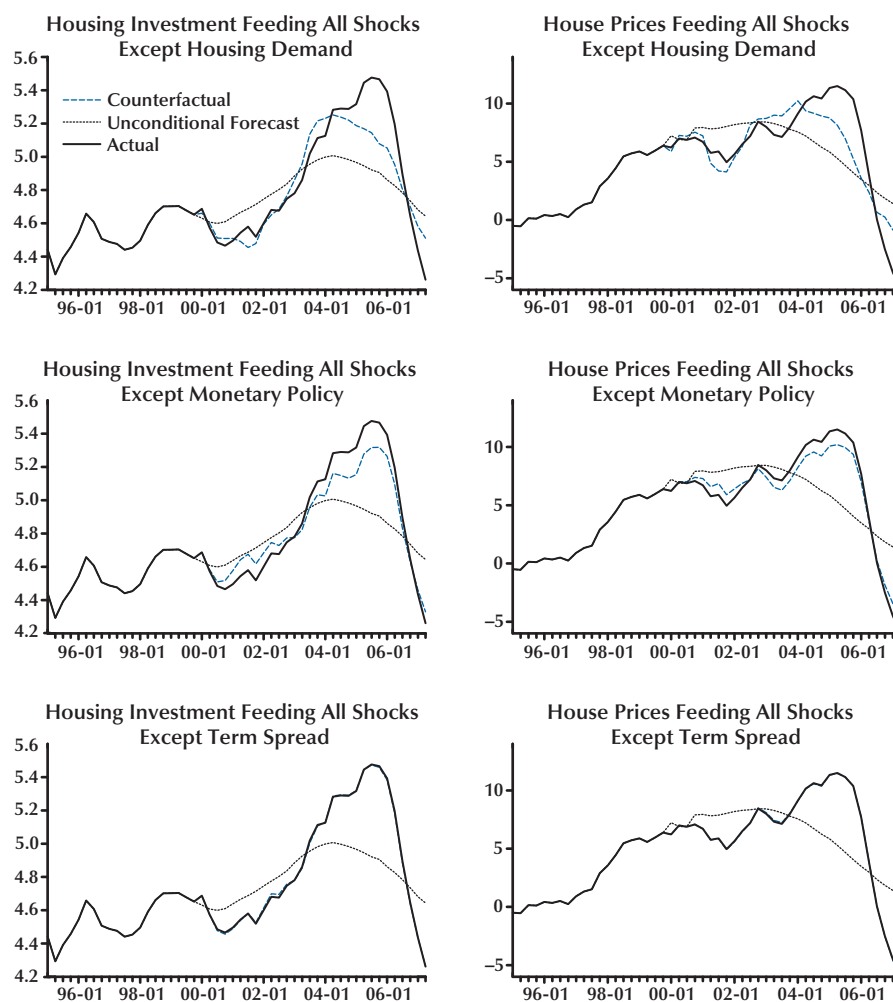 Housing Investment Feeding All Shocks
Except Housing Demand
5.6
5.4
5.2
5.0
4.8
4.6
4.4
4.2
Counterfactual
Unconditional Forecast
Actual
96-01 98-01 00-01 02-01 04-01 06-01
House Prices Feeding All Shocks
Except Housing Demand
10
5
0
–5
96-01 98-01 00-01 02-01 04-01 06-01
Housing Investment Feeding All Shocks
Except Monetary Policy
5.6
5.4
5.2
5.0
4.8
4.6
4.4
4.2
96-01 98-01 00-01 02-01 04-01 06-01
House Prices Feeding All Shocks
Except Monetary Policy
10
5
0
–5
96-01 98-01 00-01 02-01 04-01 06-01
Housing Investment Feeding All Shocks
Except Term Spread
5.6
5.4
5.2
5.0
4.8
4.6
4.4
4.2
96-01 98-01 00-01 02-01 04-01 06-01
House Prices Feeding All Shocks
Except Term Spread
10
5
0
–5
96-01 98-01 00-01 02-01 04-01 06-01